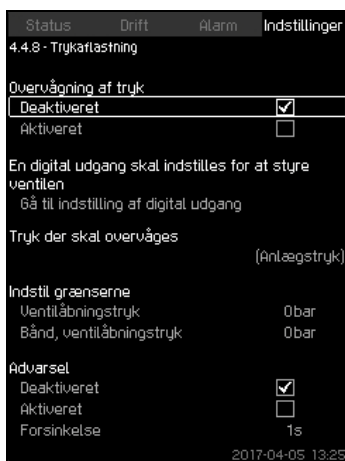 Status Drift Alarm Indstillinger
4.4.8 - Trykaflastning
Overvågning af tryk
Deaktiveret
Aktiveret
En digital udgang skal indstilles for at styre
ventilen
Gå til indstilling af digital udgang
Tryk der skal overvåges
(Anlægstryk)
Indstil grænserne
Ventilåbningstryk 0bar
Bånd, ventilåbningstryk 0bar
Advarsel
Deaktiveret
Aktiveret
Forsinkelse 1s
2017-04-05 13:25